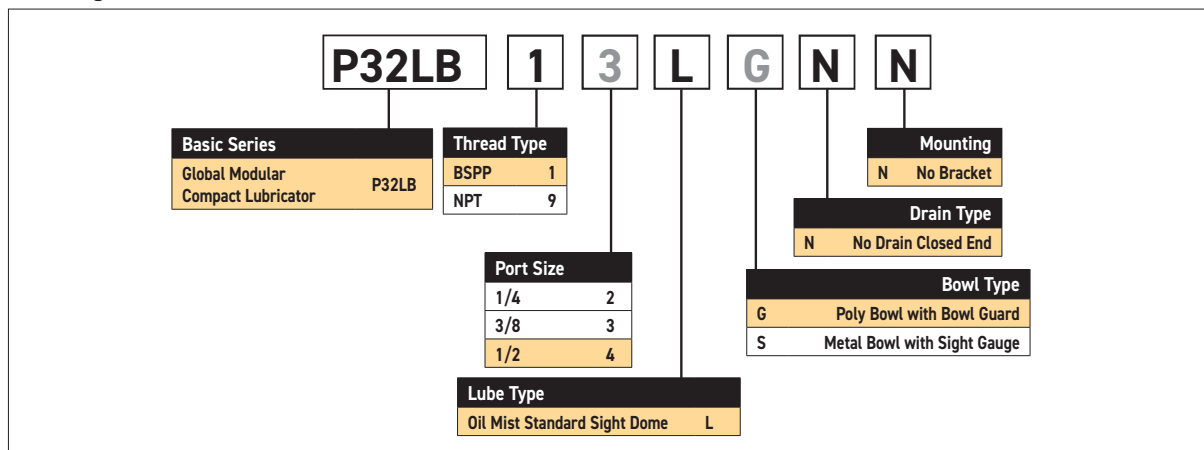 P32LB 1 3 L G N N
Basic Series
Global Modular
Compact Lubricator P32LB
Thread Type
BSPP 1
NPT 9
Mounting
N No Bracket
Drain Type
N No Drain Closed End
Port Size
1/4 2
3/8 3
1/2 4
Bowl Type
G Poly Bowl with Bowl Guard
S Metal Bowl with Sight Gauge
Lube Type
Oil Mist Standard Sight Dome L